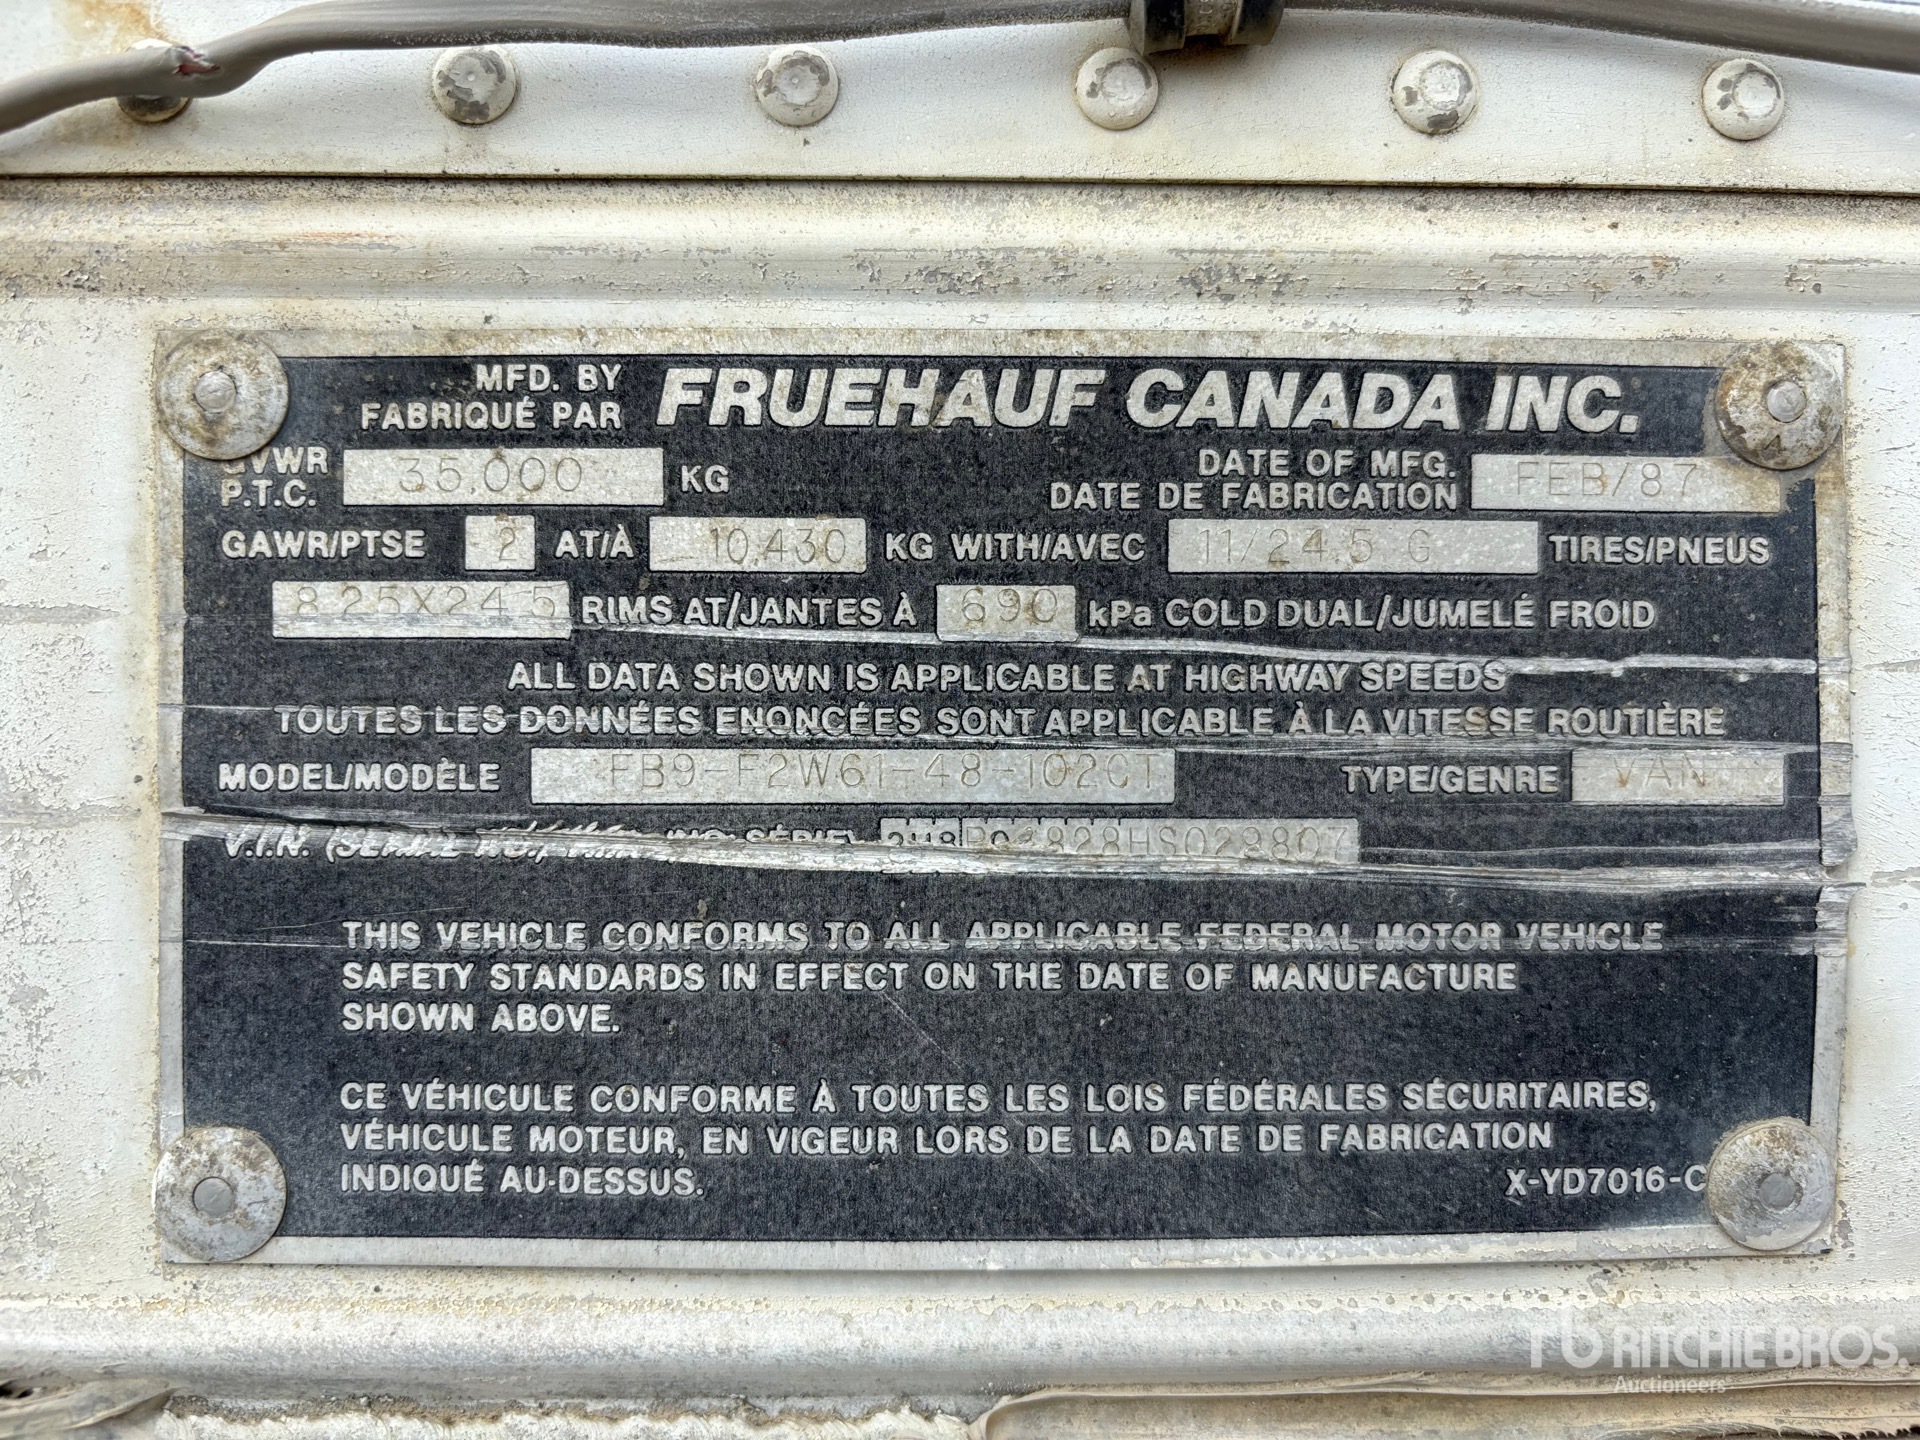 MFD. BY FRUEHAUF CANADA INC.
FABRIQUÉ PAR
GVWR 35,000 KG DATE OF MFG. FEB/87
P.T.C. DATE DE FABRICATION
GAWR/PTSE 2 AT/À 10,430 KG WITH/AVEC 11/24.5 G TIRES/PNEUS
8.25X24.5 RIMS AT/JANTES À 690 kPa COLD DUAL/JUMELÉ FROID
ALL DATA SHOWN IS APPLICABLE AT HIGHWAY SPEEDS
TOUTES LES DONNÉES ENONCÉES SONT APPLICABLE À LA VITESSE ROUTIÈRE
MODEL/MODÈLE FB9-F2W61-48-102CT TYPE/GENRE VAN
V.I.N. (SERIAL NO.)
THIS VEHICLE CONFORMS TO ALL APPLICABLE FEDERAL MOTOR VEHICLE
SAFETY STANDARDS IN EFFECT ON THE DATE OF MANUFACTURE
SHOWN ABOVE.
CE VÉHICULE CONFORME À TOUTES LES LOIS FÉDÉRALES SÉCURITAIRES,
VÉHICULE MOTEUR, EN VIGEUR LORS DE LA DATE DE FABRICATION
INDIQUÉ AU-DESSUS.
X-YD7016-C
RITCHIE BROS.
Auctioneers